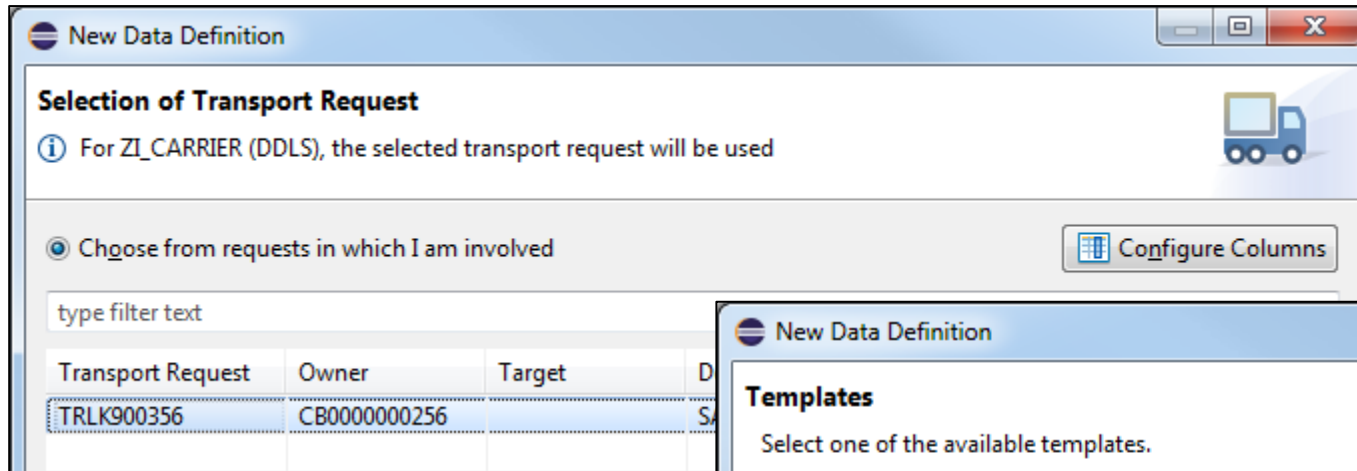 New Data Definition
Selection of Transport Request
For ZI_CARRIER (DDLS), the selected transport request will be used
Choose from requests in which I am involved
Configure Columns
type filter text
Transport Request Owner Target
TRLK900356 CB0000000256
New Data Definition
Templates
Select one of the available templates.